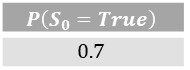 P(S₀ = True)
0.7